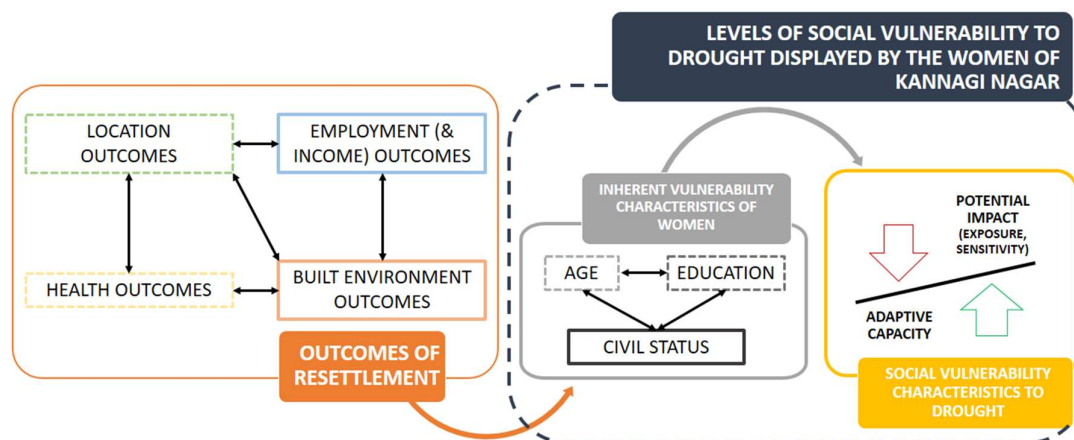 LEVELS OF SOCIAL VULNERABILITY TO
DROUGHT DISPLAYED BY THE WOMEN OF
KANNAGI NAGAR
LOCATION
OUTCOMES
EMPLOYMENT (&
INCOME) OUTCOMES
HEALTH OUTCOMES
BUILT ENVIRONMENT
OUTCOMES
OUTCOMES OF
RESETTLEMENT
INHERENT VULNERABILITY
CHARACTERISTICS OF
WOMEN
AGE
EDUCATION
CIVIL STATUS
POTENTIAL
IMPACT
(EXPOSURE,
SENSITIVITY)
ADAPTIVE
CAPACITY
SOCIAL VULNERABILITY
CHARACTERISTICS TO
DROUGHT